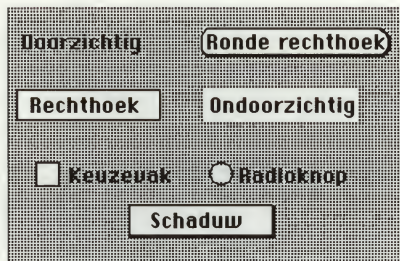 Doorzichtig Ronde rechthoek
Rechthoek Ondoorzichtig
Keuzevak Radioknop
Schaduw